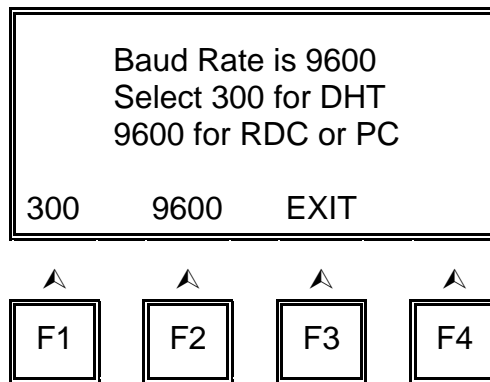 Baud Rate is 9600
Select 300 for DHT
9600 for RDC or PC
300 9600 EXIT
F1 F2 F3 F4